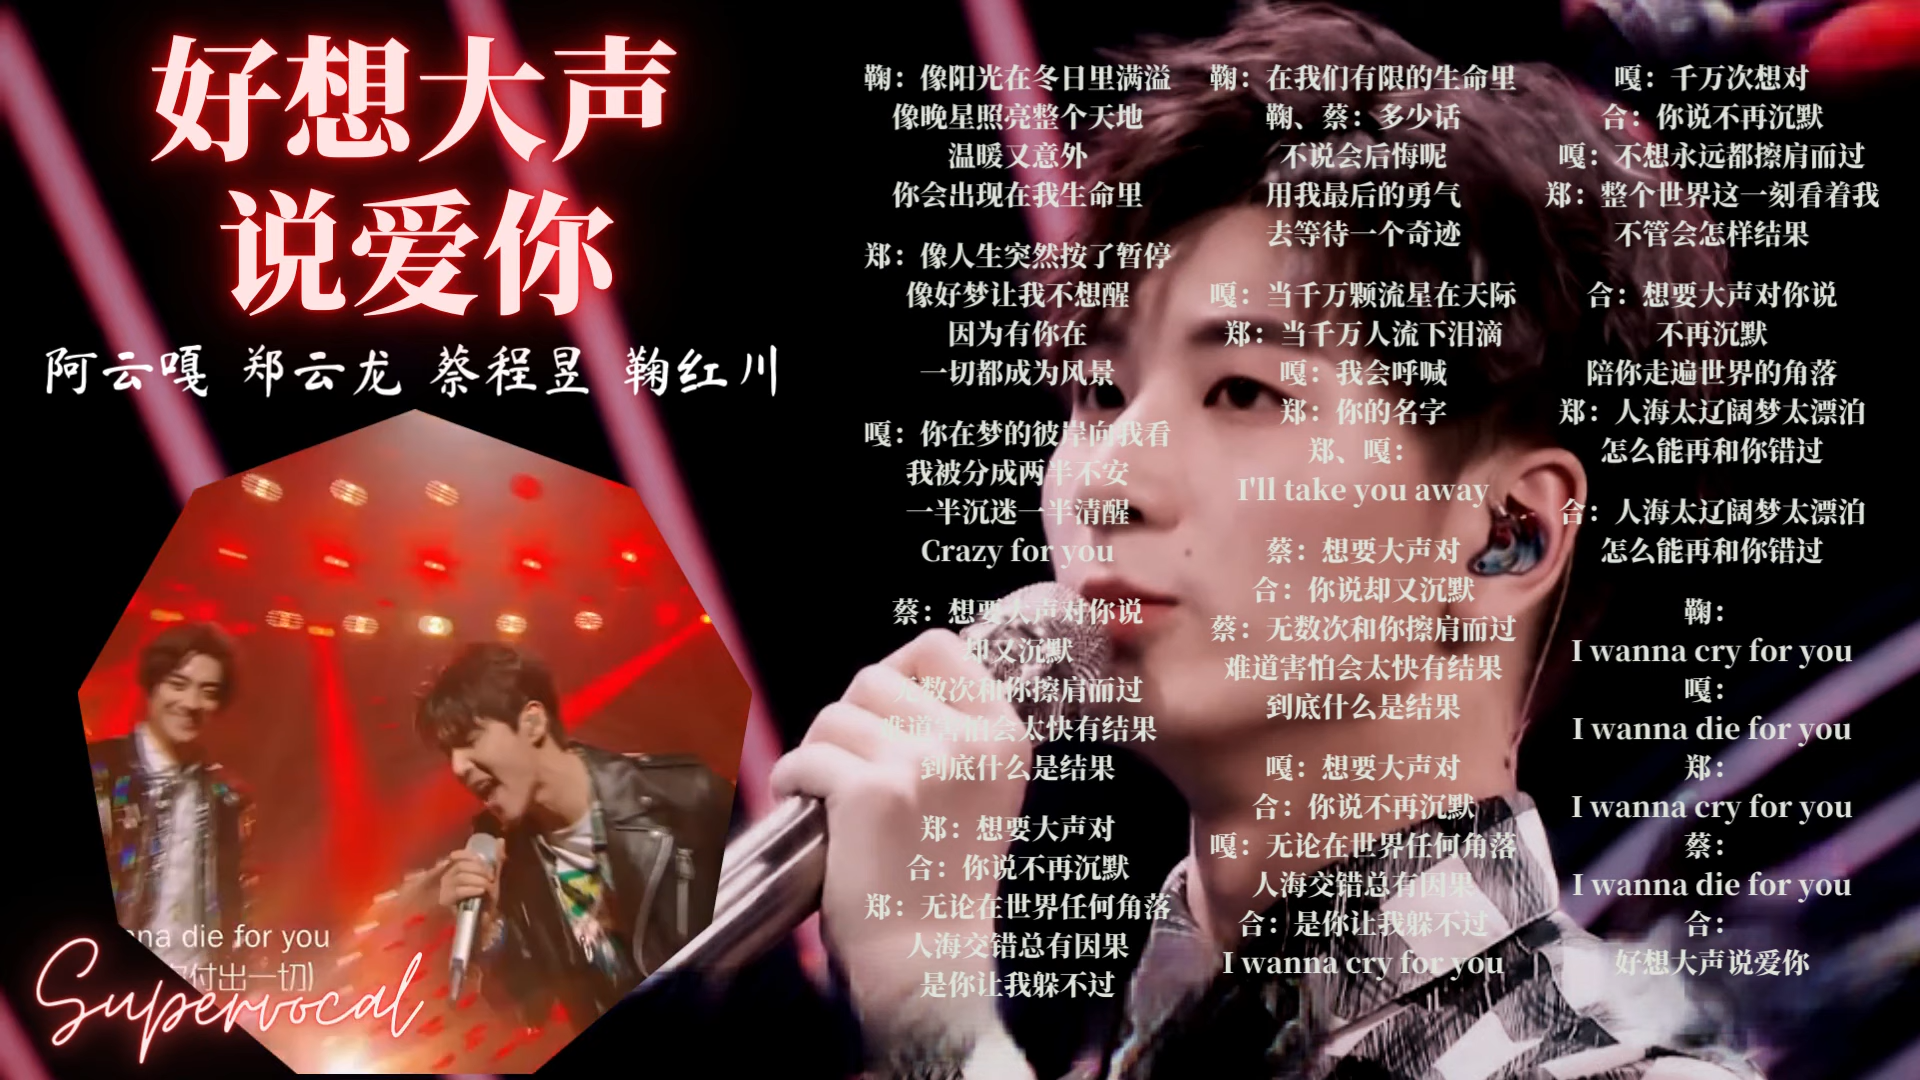 好想大声
说爱你
阿云嘎 郑云龙 蔡程昱 鞠红川
nna die for you
付出一切)
Supervocal
鞠：像阳光在冬日里满溢
像晚星照亮整个天地
温暖又意外
你会出现在我生命里
郑：像人生突然按了暂停
像好梦让我不想醒
因为有你在
一切都成为风景
嘎：你在梦的彼岸向我看
我被分成两半不安
一半沉迷一半清醒
Crazy for you
蔡：想要大声对你说
却又沉默
无数次和你擦肩而过
难道害怕会太快有结果
到底什么是结果
郑：想要大声对
合：你说不再沉默
郑：无论在世界任何角落
人海交错总有因果
是你让我躲不过
鞠：在我们有限的生命里
鞠、蔡：多少话
不说会后悔呢
用我最后的勇气
去等待一个奇迹
嘎：当千万颗流星在天际
郑：当千万人流下泪滴
嘎：我会呼喊
郑：你的名字
郑、嘎：
I'll take you away
蔡：想要大声对
合：你说却又沉默
蔡：无数次和你擦肩而过
难道害怕会太快有结果
到底什么是结果
嘎：想要大声对
合：你说不再沉默
嘎：无论在世界任何角落
人海交错总有因果
合：是你让我躲不过
I wanna cry for you
嘎：千万次想对
合：你说不再沉默
嘎：不想永远都擦肩而过
郑：整个世界这一刻看着我
不管会怎样结果
合：想要大声对你说
不再沉默
陪你走遍世界的角落
郑：人海太辽阔梦太漂泊
怎么能再和你错过
合：人海太辽阔梦太漂泊
怎么能再和你错过
鞠：
I wanna cry for you
嘎：
I wanna die for you
郑：
I wanna cry for you
蔡：
I wanna die for you
合：
好想大声说爱你